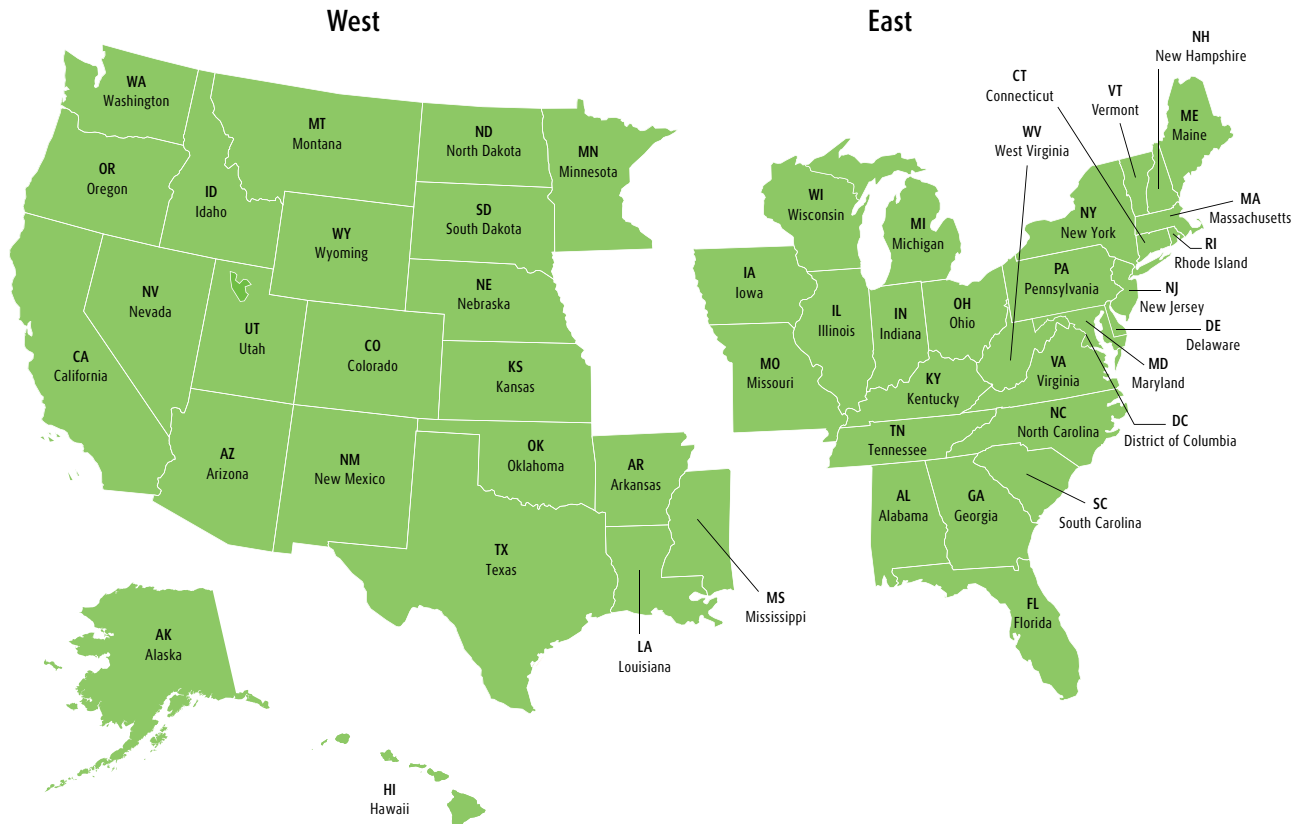 West
East
WA
Washington
OR
Oregon
CA
California
NV
Nevada
ID
Idaho
MT
Montana
WY
Wyoming
UT
Utah
CO
Colorado
AZ
Arizona
NM
New Mexico
ND
North Dakota
SD
South Dakota
NE
Nebraska
KS
Kansas
OK
Oklahoma
TX
Texas
MN
Minnesota
AR
Arkansas
LA
Louisiana
MS
Mississippi
AK
Alaska
HI
Hawaii
NH
New Hampshire
CT
Connecticut
VT
Vermont
WV
West Virginia
ME
Maine
WI
Wisconsin
MI
Michigan
NY
New York
MA
Massachusetts
RI
Rhode Island
IA
Iowa
IL
Illinois
IN
Indiana
OH
Ohio
PA
Pennsylvania
NJ
New Jersey
DE
Delaware
MD
Maryland
DC
District of Columbia
MO
Missouri
KY
Kentucky
VA
Virginia
TN
Tennessee
NC
North Carolina
SC
South Carolina
AL
Alabama
GA
Georgia
FL
Florida